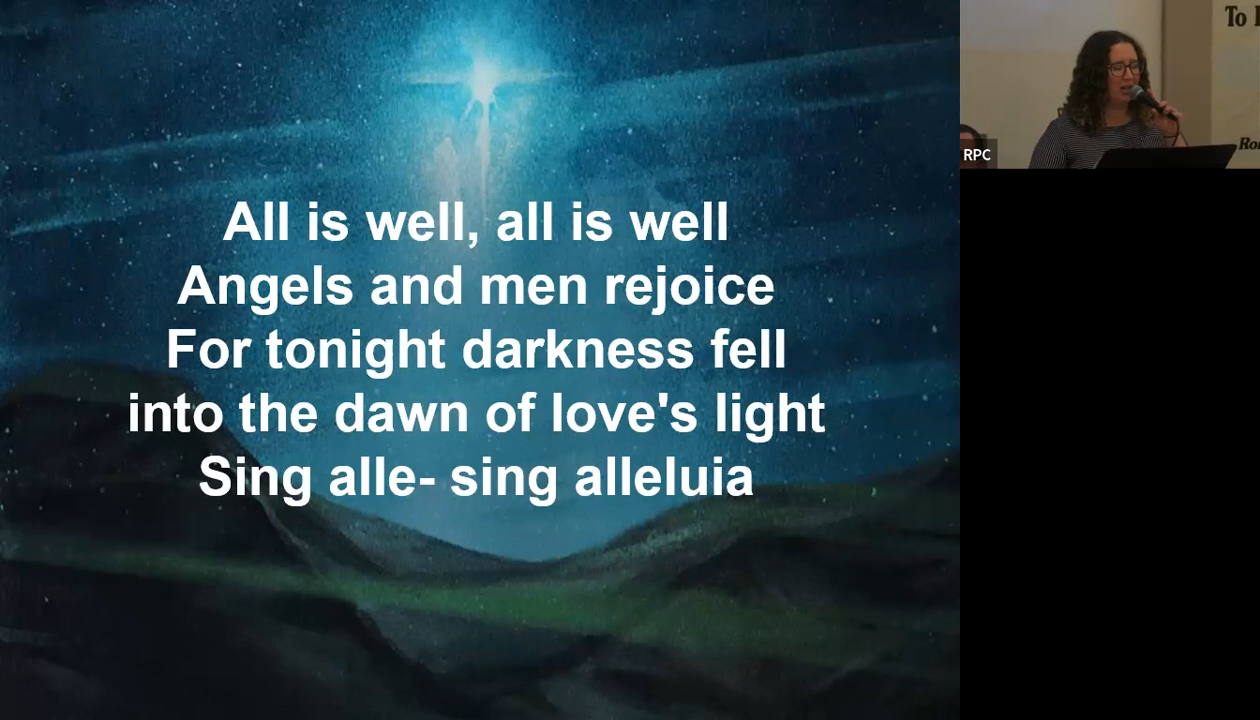 All is well, all is well
Angels and men rejoice
For tonight darkness fell
into the dawn of love's light
Sing alle- sing alleluia
To
RPC